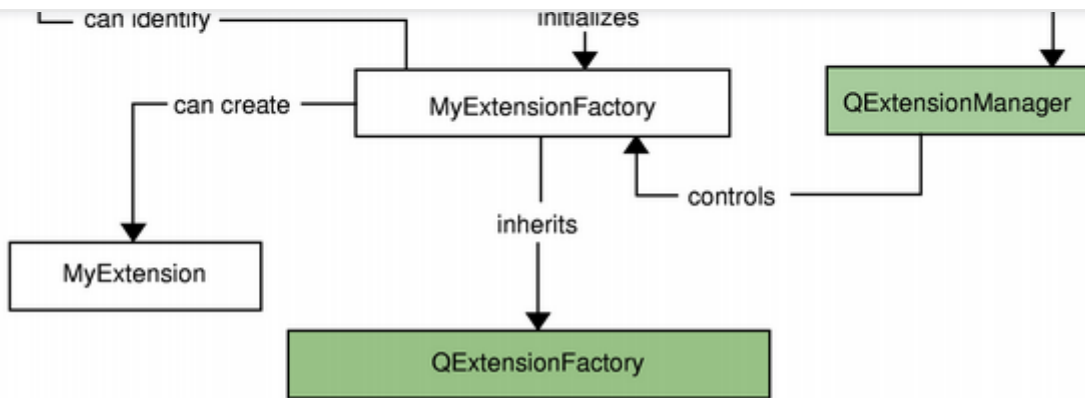 can identify
initializes
MyExtensionFactory
QExtensionManager
can create
controls
inherits
MyExtension
QExtensionFactory